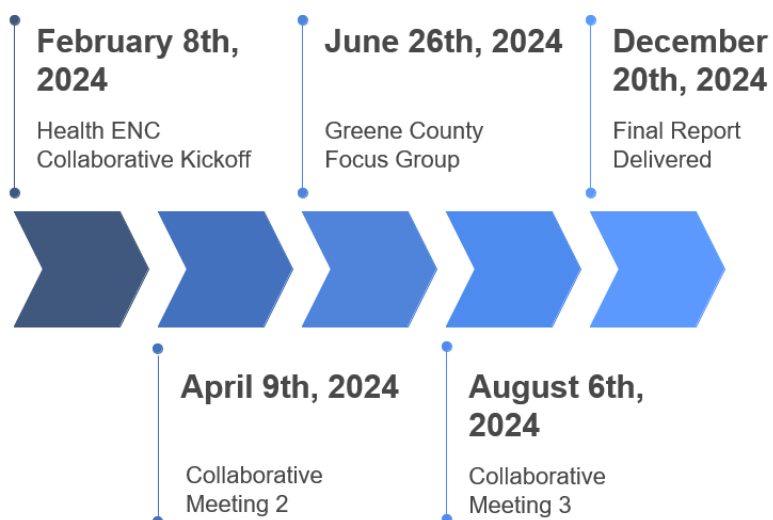 February 8th,
2024
Health ENC
Collaborative Kickoff
June 26th, 2024
Greene County
Focus Group
December
20th, 2024
Final Report
Delivered
April 9th, 2024
Collaborative
Meeting 2
August 6th,
2024
Collaborative
Meeting 3